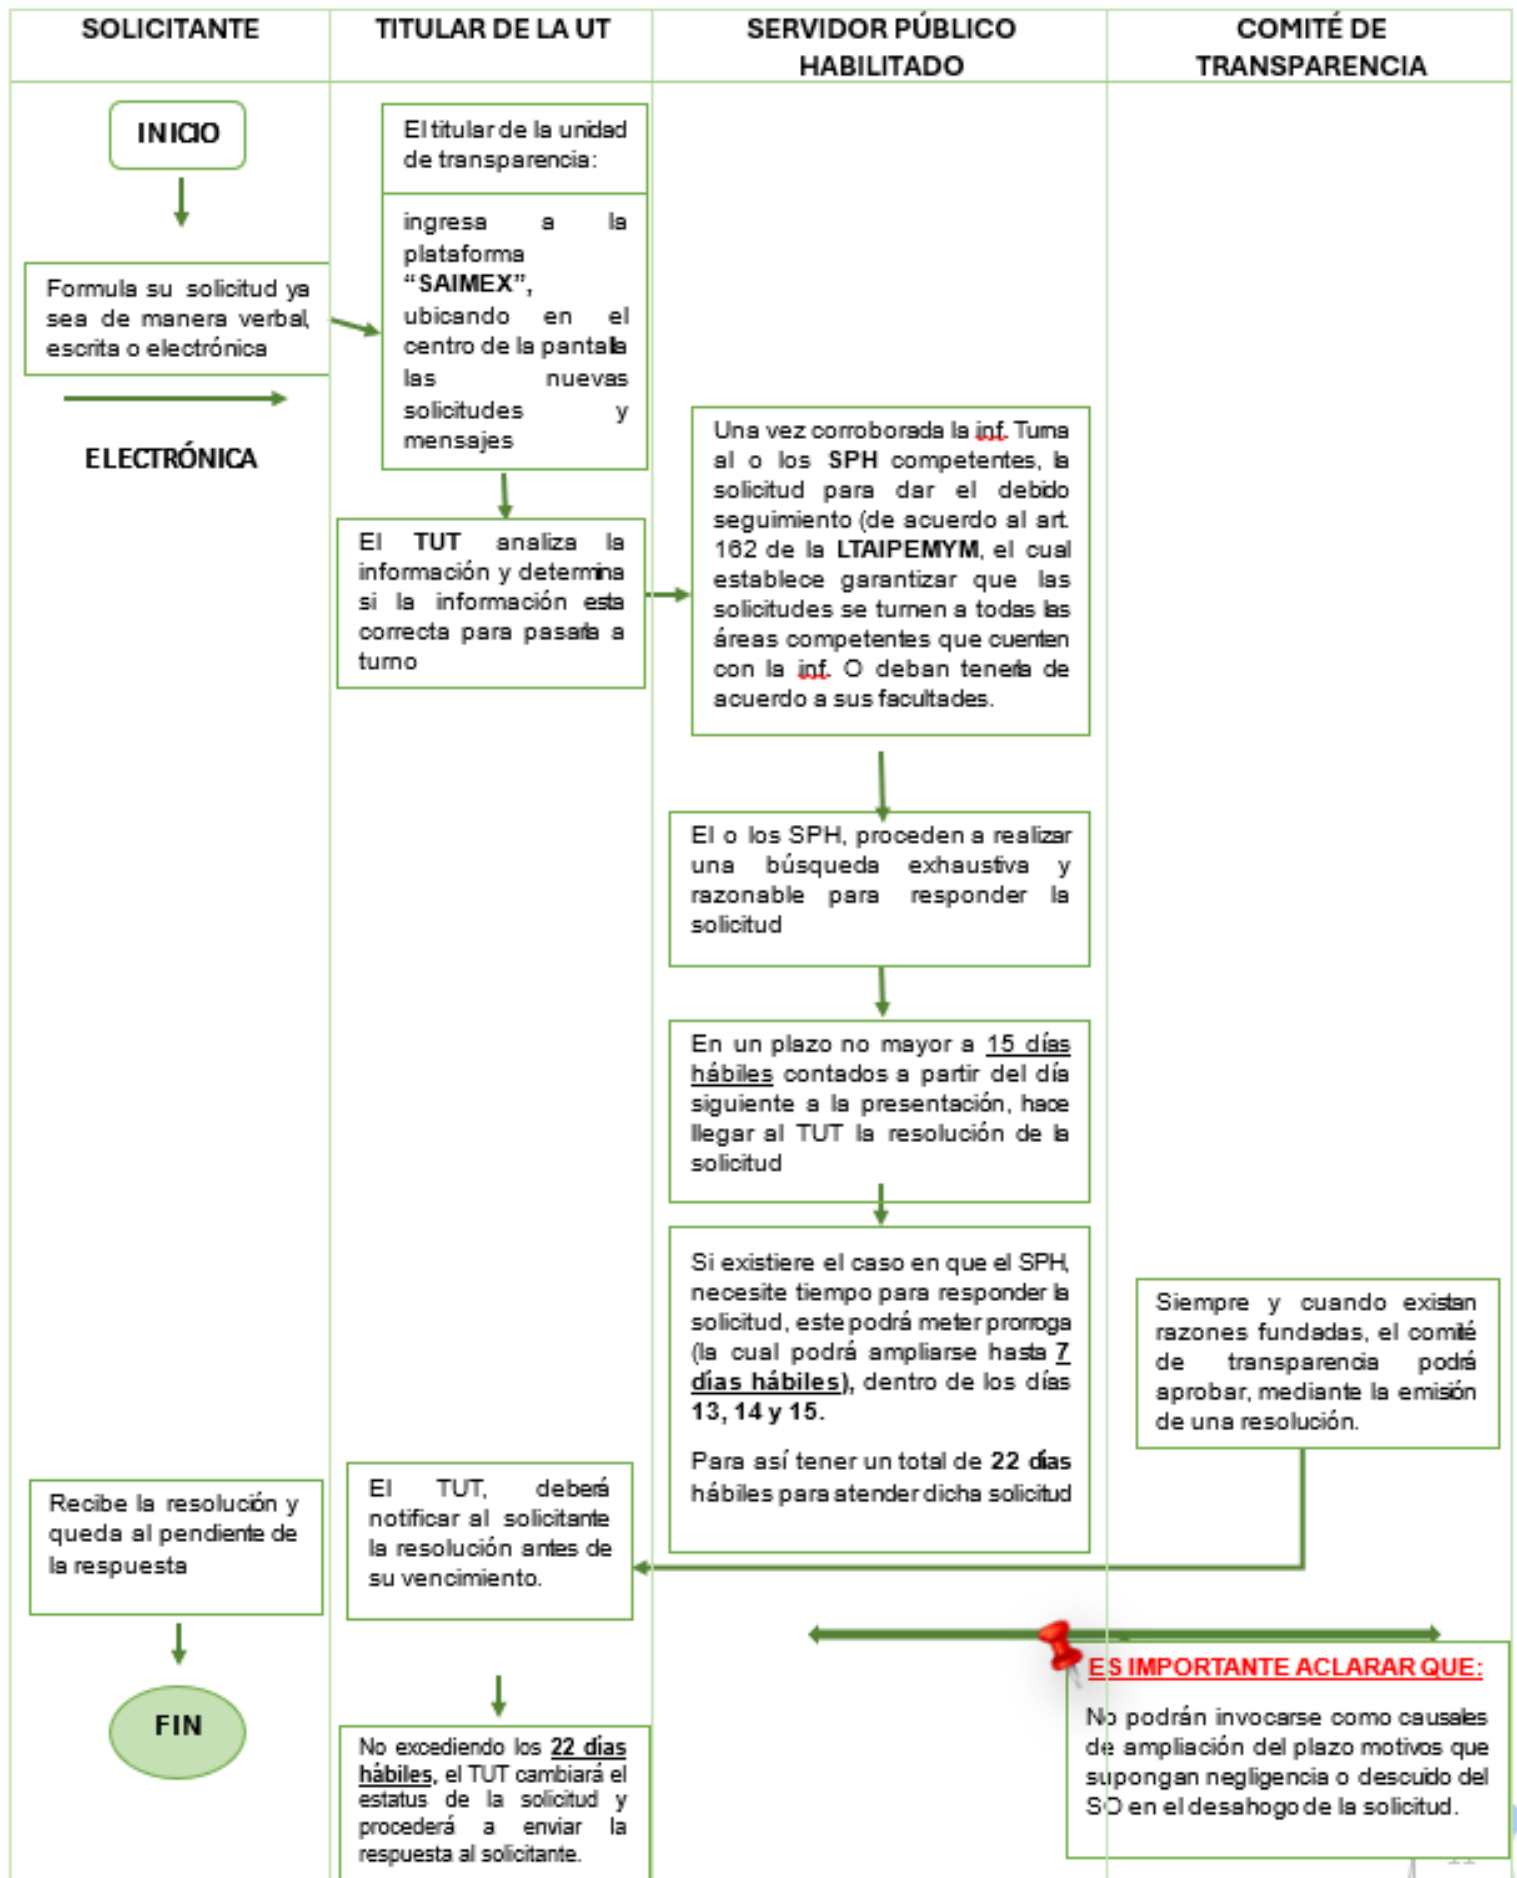 SOLICITANTE
TITULAR DE LA UT
SERVIDOR PÚBLICO
HABILITADO
COMITÉ DE
TRANSPARENCIA
INICIO
Formula su solicitud ya
sea de manera verbal,
escrita o electrónica
ELECTRÓNICA
El titular de la unidad
de transparencia:
ingresa a la
plataforma
“SAIMEX”,
ubicando en el
centro de la pantalla
las nuevas
solicitudes y
mensajes
El TUT analiza la
información y determina
si la información esta
correcta para pasarla a
turno
Una vez corroborada la inf. Turna
al o los SPH competentes, la
solicitud para dar el debido
seguimiento (de acuerdo al art.
162 de la LTAIPEMYM, el cual
establece garantizar que las
solicitudes se turnen a todas las
áreas competentes que cuenten
con la inf. O deban tenerla de
acuerdo a sus facultades.
El o los SPH, proceden a realizar
una búsqueda exhaustiva y
razonable para responder la
solicitud
En un plazo no mayor a 15 días
hábiles contados a partir del día
siguiente a la presentación, hace
llegar al TUT la resolución de la
solicitud
Si existiere el caso en que el SPH,
necesite tiempo para responder la
solicitud, este podrá meter prorroga
(la cual podrá ampliarse hasta 7
días hábiles), dentro de los días
13, 14 y 15.
Para así tener un total de 22 días
hábiles para atender dicha solicitud
Siempre y cuando existan
razones fundadas, el comité
de transparencia podrá
aprobar, mediante la emisión
de una resolución.
El TUT, deberá
notificar al solicitante
la resolución antes de
su vencimiento.
Recibe la resolución y
queda al pendiente de
la respuesta
FIN
No excediendo los 22 días
hábiles, el TUT cambiará el
estatus de la solicitud y
procederá a enviar la
respuesta al solicitante.
ES IMPORTANTE ACLARAR QUE:
No podrán invocarse como causales
de ampliación del plazo motivos que
supongan negligencia o descuido del
SO en el desahogo de la solicitud.